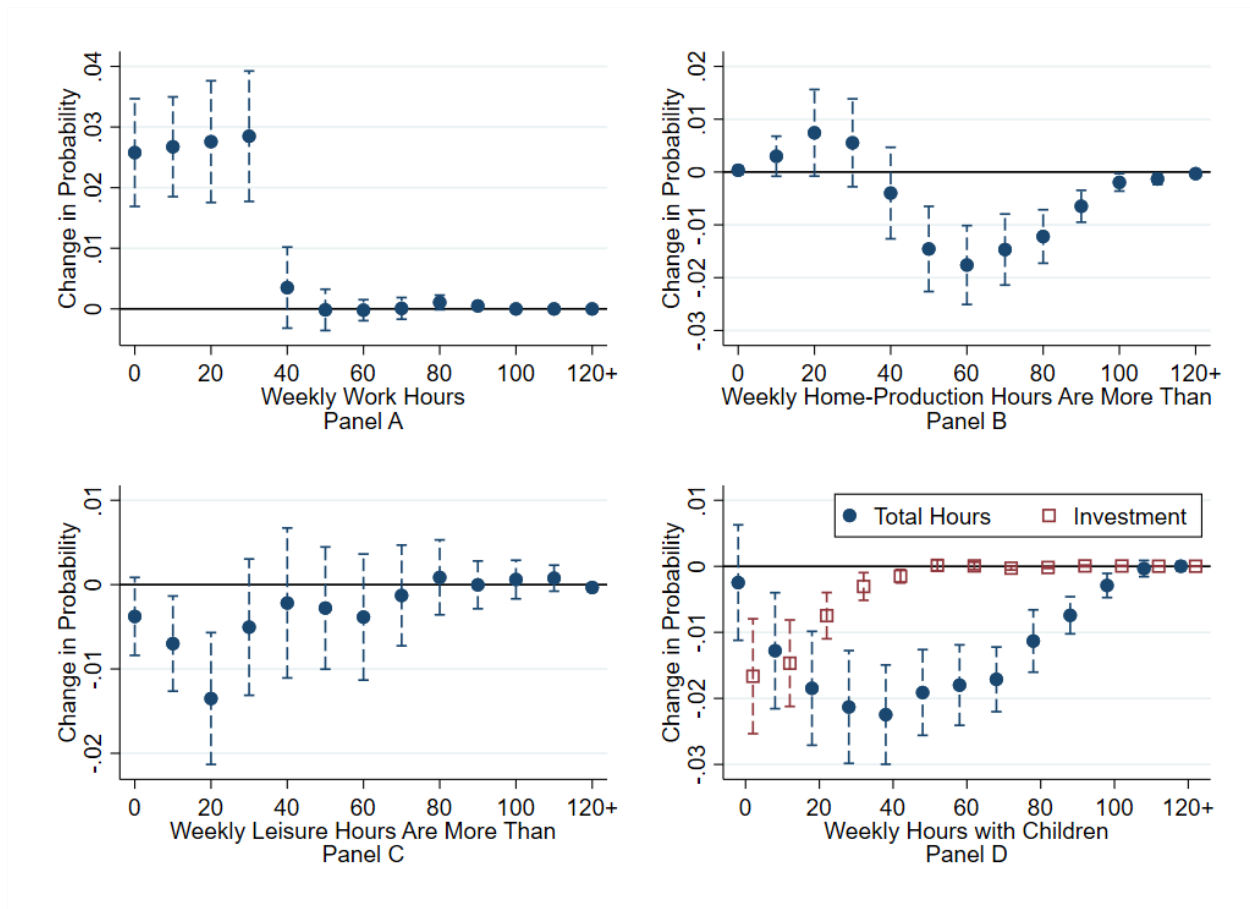 Change in Probability
.04
.03
.02
.01
0
0 20 40 60 80 100 120+
Weekly Work Hours
Panel A
Change in Probability
.02
.01
0
-.01
-.02
-.03
0 20 40 60 80 100 120+
Weekly Home-Production Hours Are More Than
Panel B
Change in Probability
.01
0
-.01
-.02
0 20 40 60 80 100 120+
Weekly Leisure Hours Are More Than
Panel C
Change in Probability
.01
0
-.01
-.02
-.03
Total Hours Investment
0 20 40 60 80 100 120+
Weekly Hours with Children
Panel D